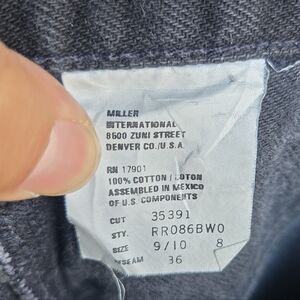 MILLER
INTERNATIONAL
8500 ZUNI STREET
DENVER CO./U.S.A.
RN 17901
100% COTTON / COTON
ASSEMBLED IN MEXICO
OF U.S. COMPONENTS
CUT 35391
STY. RR086BWO
SIZE 9/10 8
INSEAM 36